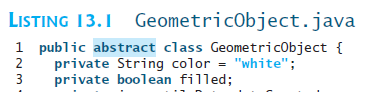 LISTING 13.1 GeometricObject.java
1 public abstract class GeometricObject {
2 private String color = "white";
3 private boolean filled;